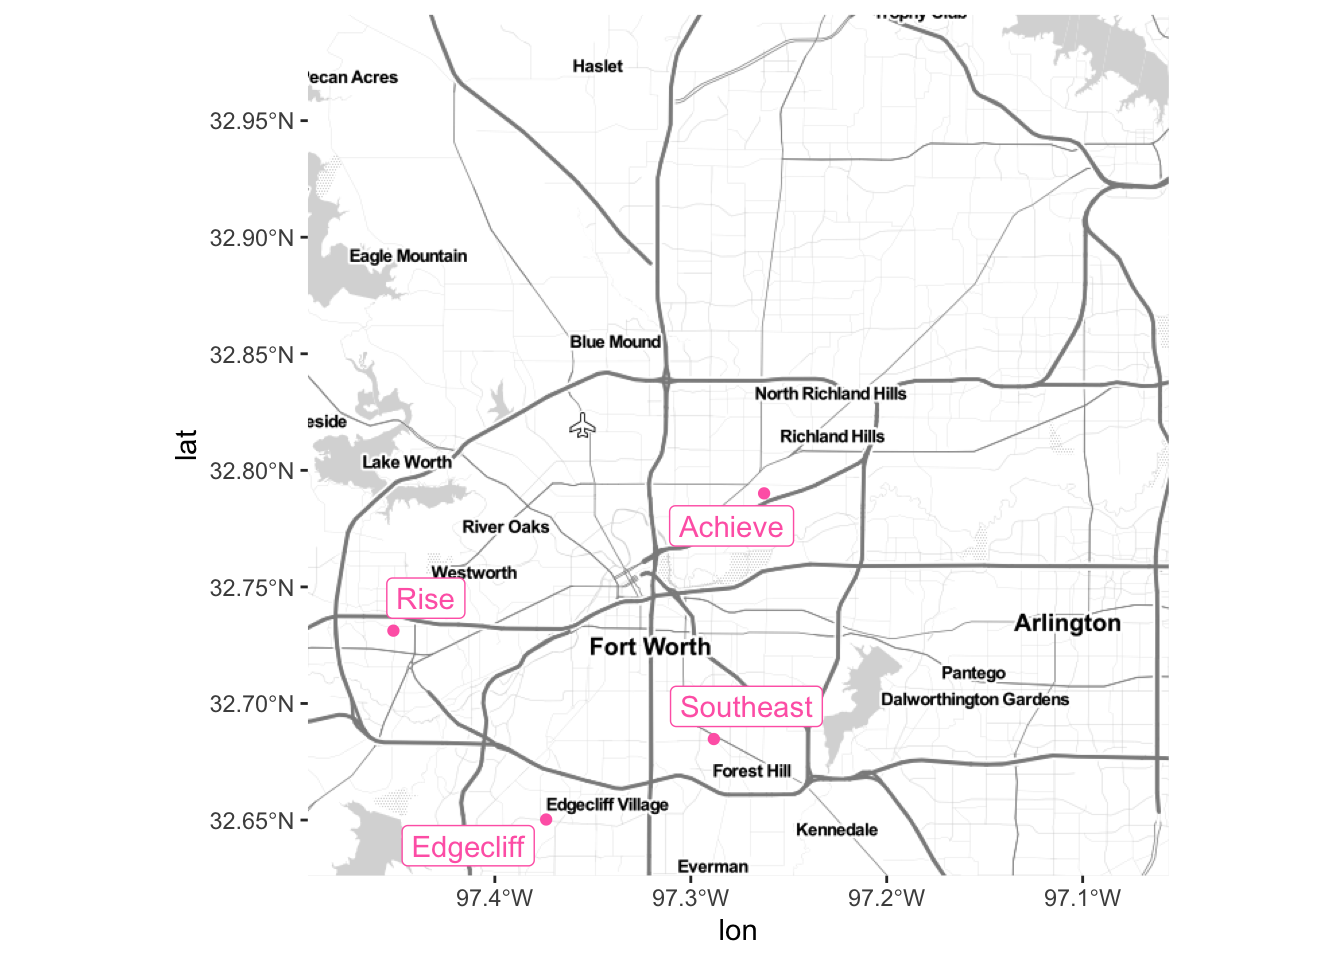 Trophy Club
Haslet
ecan Acres
32.95°N
32.90°N
Eagle Mountain
32.85°N
Blue Mound
North Richland Hills
eside
Richland Hills
lat
32.80°N
Lake Worth
River Oaks
Achieve
32.75°N
Westworth
Rise
Arlington
Fort Worth
Pantego
32.70°N
Dalworthington Gardens
Southeast
Forest Hill
Edgecliff Village
32.65°N
Kennedale
Edgecliff
Everman
97.4°W
97.3°W
97.2°W
97.1°W
lon